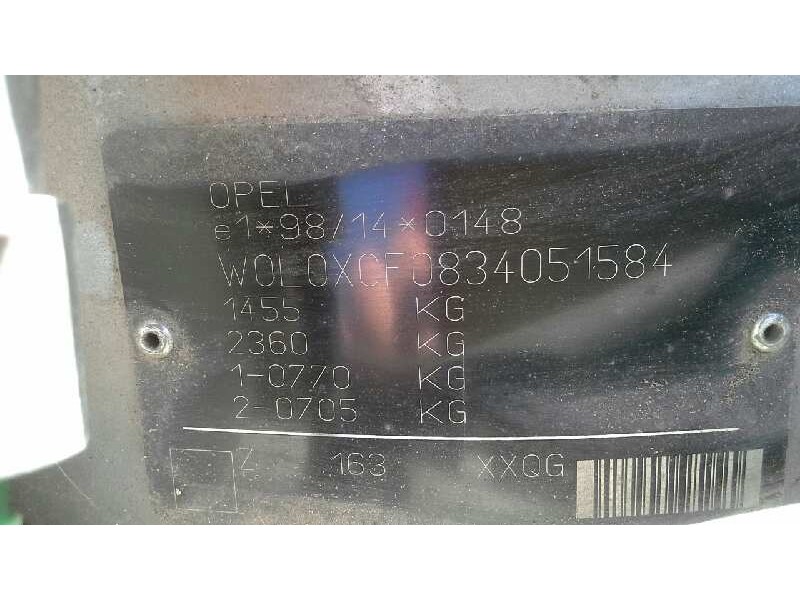 OPEL
e1*98/14*0148
W0L0XCF0834051584
1455 KG
2360 KG
1-0770 KG
2-0705 KG
Z 163 XXQG